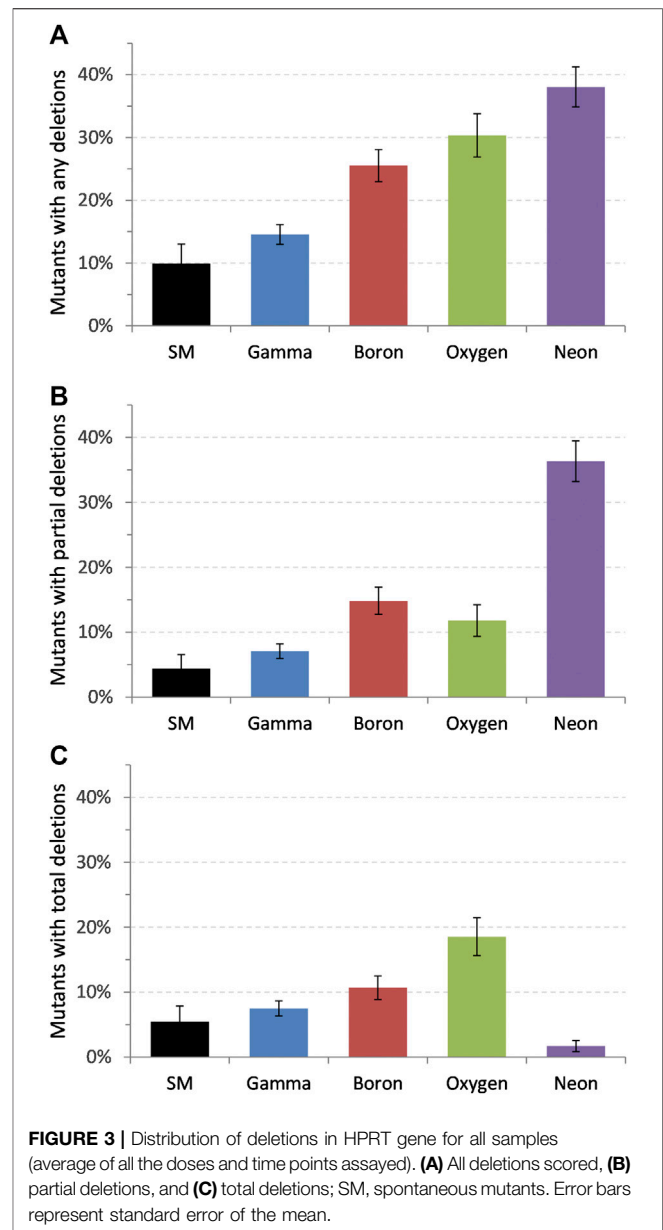 A
Mutants with any deletions
40%
30%
20%
10%
0%
SM Gamma Boron Oxygen Neon
B
Mutants with partial deletions
40%
30%
20%
10%
0%
SM Gamma Boron Oxygen Neon
C
Mutants with total deletions
40%
30%
20%
10%
0%
SM Gamma Boron Oxygen Neon
FIGURE 3 | Distribution of deletions in HPRT gene for all samples
(average of all the doses and time points assayed). (A) All deletions scored, (B)
partial deletions, and (C) total deletions; SM, spontaneous mutants. Error bars
represent standard error of the mean.